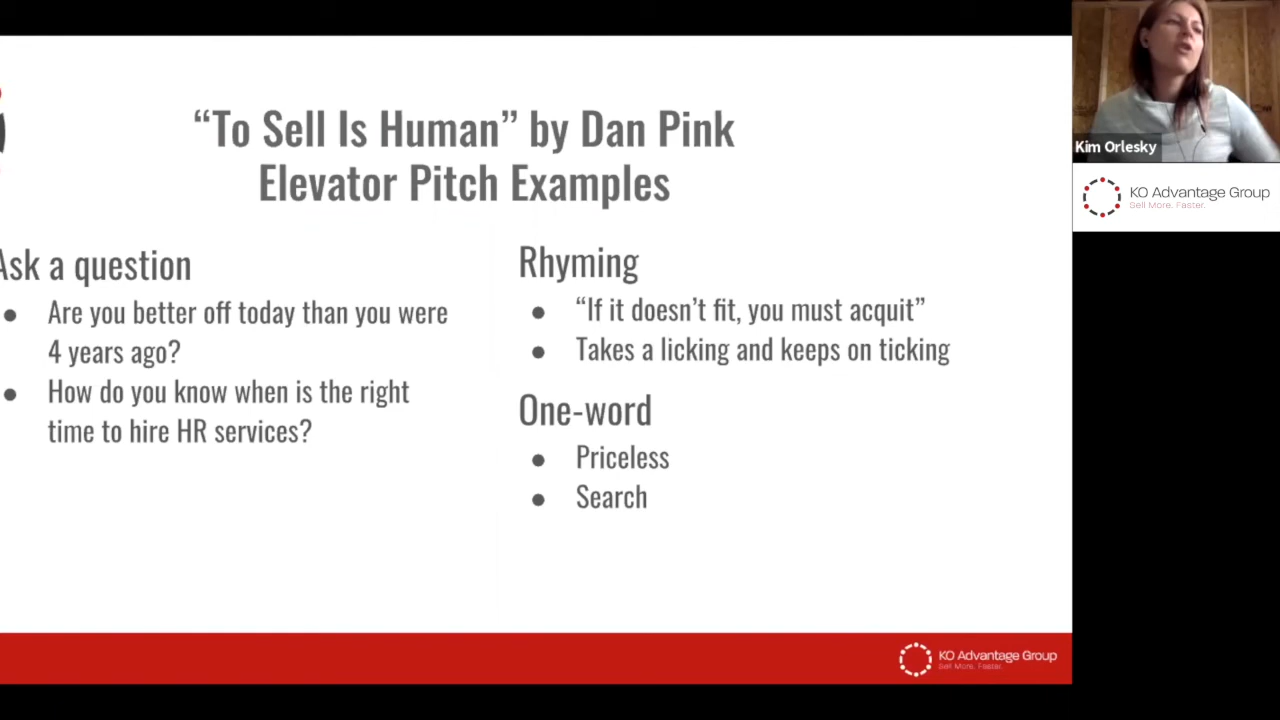 “To Sell Is Human” by Dan Pink
Elevator Pitch Examples
Ask a question
● Are you better off today than you were
4 years ago?
● How do you know when is the right
time to hire HR services?
Rhyming
● “If it doesn’t fit, you must acquit”
● Takes a licking and keeps on ticking
One-word
● Priceless
● Search
KO Advantage Group
Sell More. Faster.
Kim Orlesky
KO Advantage Group
Sell More. Faster.